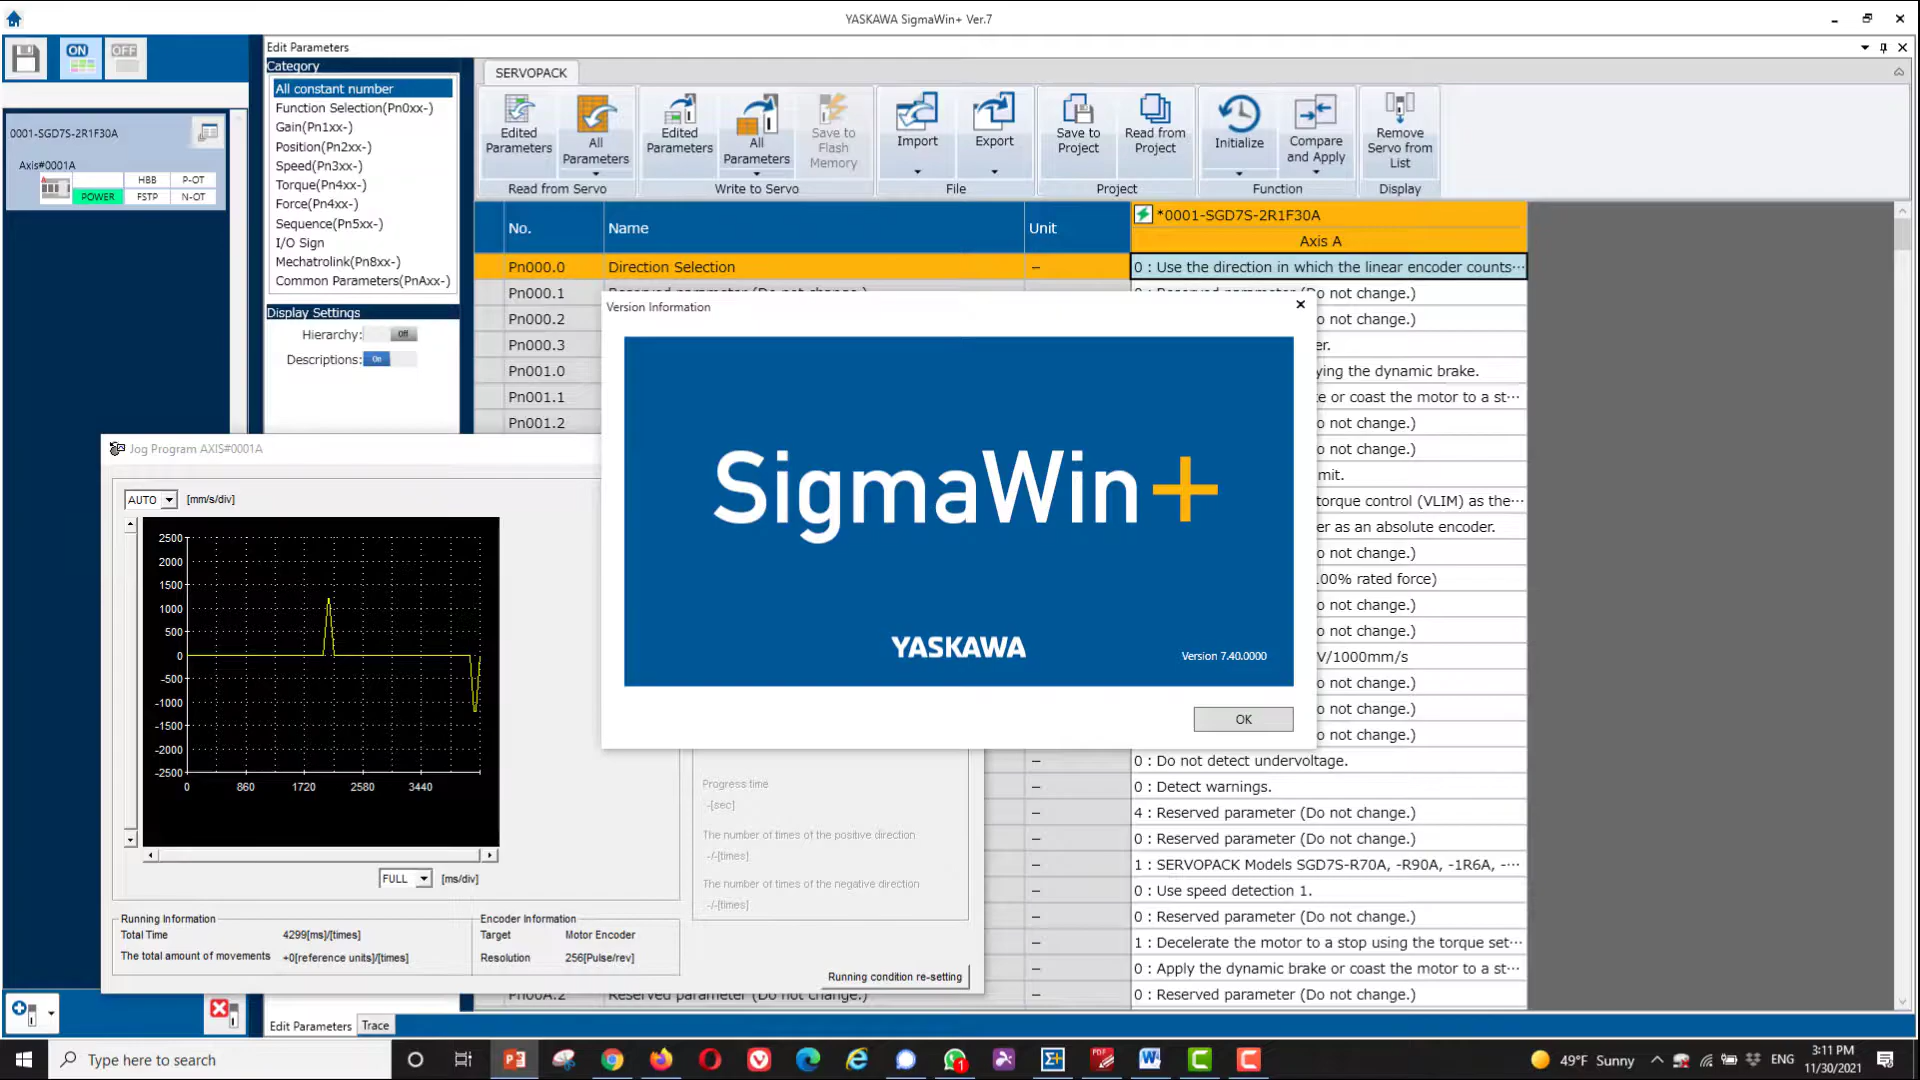 YASKAWA SigmaWin+ Ver.7
ON
OFF
Edit Parameters
Category
All constant number
Function Selection(Pn0xx-)
Gain(Pn1xx-)
Position(Pn2xx-)
Speed(Pn3xx-)
Torque(Pn4xx-)
Force(Pn4xx-)
Sequence(Pn5xx-)
I/O Sign
Mechatrolink(Pn8xx-)
Common Parameters(PnAxx-)
Display Settings
Hierarchy: Off
Descriptions: On
0001-SGD7S-2R1F30A
Axis#0001A
HBB P-OT
POWER FSTP N-OT
SERVOPACK
Edited Parameters
All Parameters
Read from Servo
Edited Parameters
All Parameters
Save to Flash Memory
Write to Servo
Import
Export
File
Save to Project
Read from Project
Project
Initialize
Compare and Apply
Function
Remove Servo from List
Display
No. Name Unit
*0001-SGD7S-2R1F30A
Axis A
Pn000.0 Direction Selection – 0 : Use the direction in which the linear encoder counts···
Pn000.1 Reserved parameter (Do not change.) 0 : Reserved parameter (Do not change.)
Pn000.2 o not change.)
Pn000.3 er.
Pn001.0 ying the dynamic brake.
Pn001.1 e or coast the motor to a st···
Pn001.2 o not change.)
o not change.)
mit.
torque control (VLIM) as the···
er as an absolute encoder.
o not change.)
100% rated force)
o not change.)
o not change.)
V/1000mm/s
o not change.)
o not change.)
o not change.)
– 0 : Do not detect undervoltage.
– 0 : Detect warnings.
– 4 : Reserved parameter (Do not change.)
– 0 : Reserved parameter (Do not change.)
– 1 : SERVOPACK Models SGD7S-R70A, -R90A, -1R6A, -···
– 0 : Use speed detection 1.
– 0 : Reserved parameter (Do not change.)
– 1 : Decelerate the motor to a stop using the torque set···
– 0 : Apply the dynamic brake or coast the motor to a st···
Pn00A.2 Reserved parameter (Do not change.) – 0 : Reserved parameter (Do not change.)
Version Information
SigmaWin+
YASKAWA
Version 7.40.0000
OK
Jog Program AXIS#0001A
AUTO [mm/s/div]
2500
2000
1500
1000
500
0
-500
-1000
-1500
-2000
-2500
0 860 1720 2580 3440
FULL [ms/div]
Progress time
-[sec]
The number of times of the positive direction
-/-[times]
The number of times of the negative direction
-/-[times]
Running Information
Total Time 4299[ms]/[times]
The total amount of movements +0[reference units]/[times]
Encoder Information
Target Motor Encoder
Resolution 256[Pulse/rev]
Running condition re-setting
Edit Parameters Trace
Type here to search
49°F Sunny
ENG
3:11 PM
11/30/2021